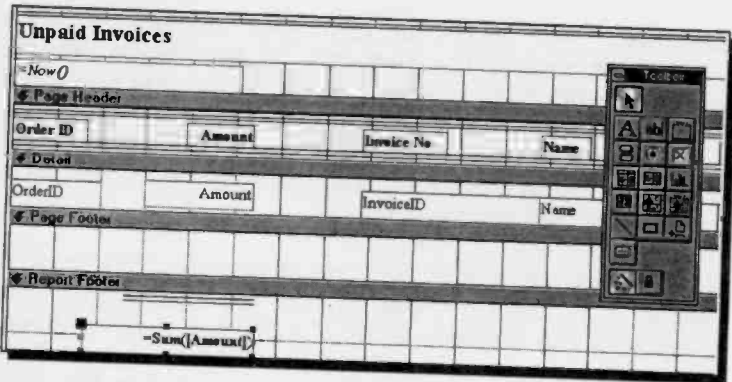 Unpaid Invoices
=Now()
Page Header
Order ID Amount Invoice No Name
Detail
OrderID Amount InvoiceID Name
Page Footer
Report Footer
=Sum([Amount])
Toolbox
A ab|